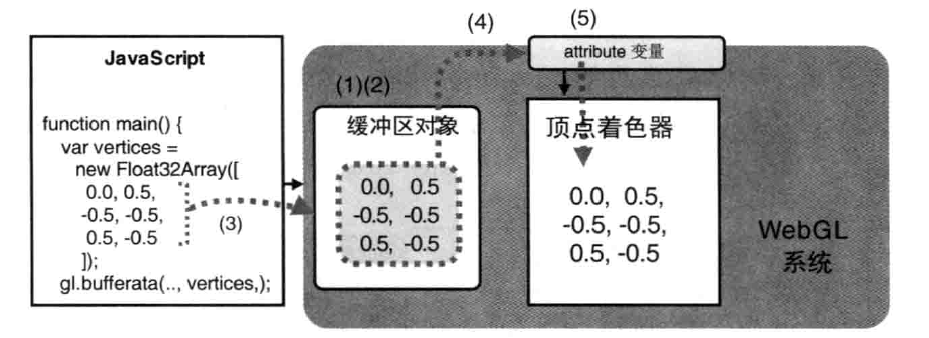 (4)
(5)
attribute 变量
JavaScript
(1)(2)
缓冲区对象
顶点着色器
function main() {
var vertices =
new Float32Array([
0.0, 0.5,
-0.5, -0.5,
0.5, -0.5
]);
gl.bufferata(.., vertices,);
(3)
0.0, 0.5
-0.5, -0.5
0.5, -0.5
0.0, 0.5,
-0.5, -0.5,
0.5, -0.5
WebGL
系统